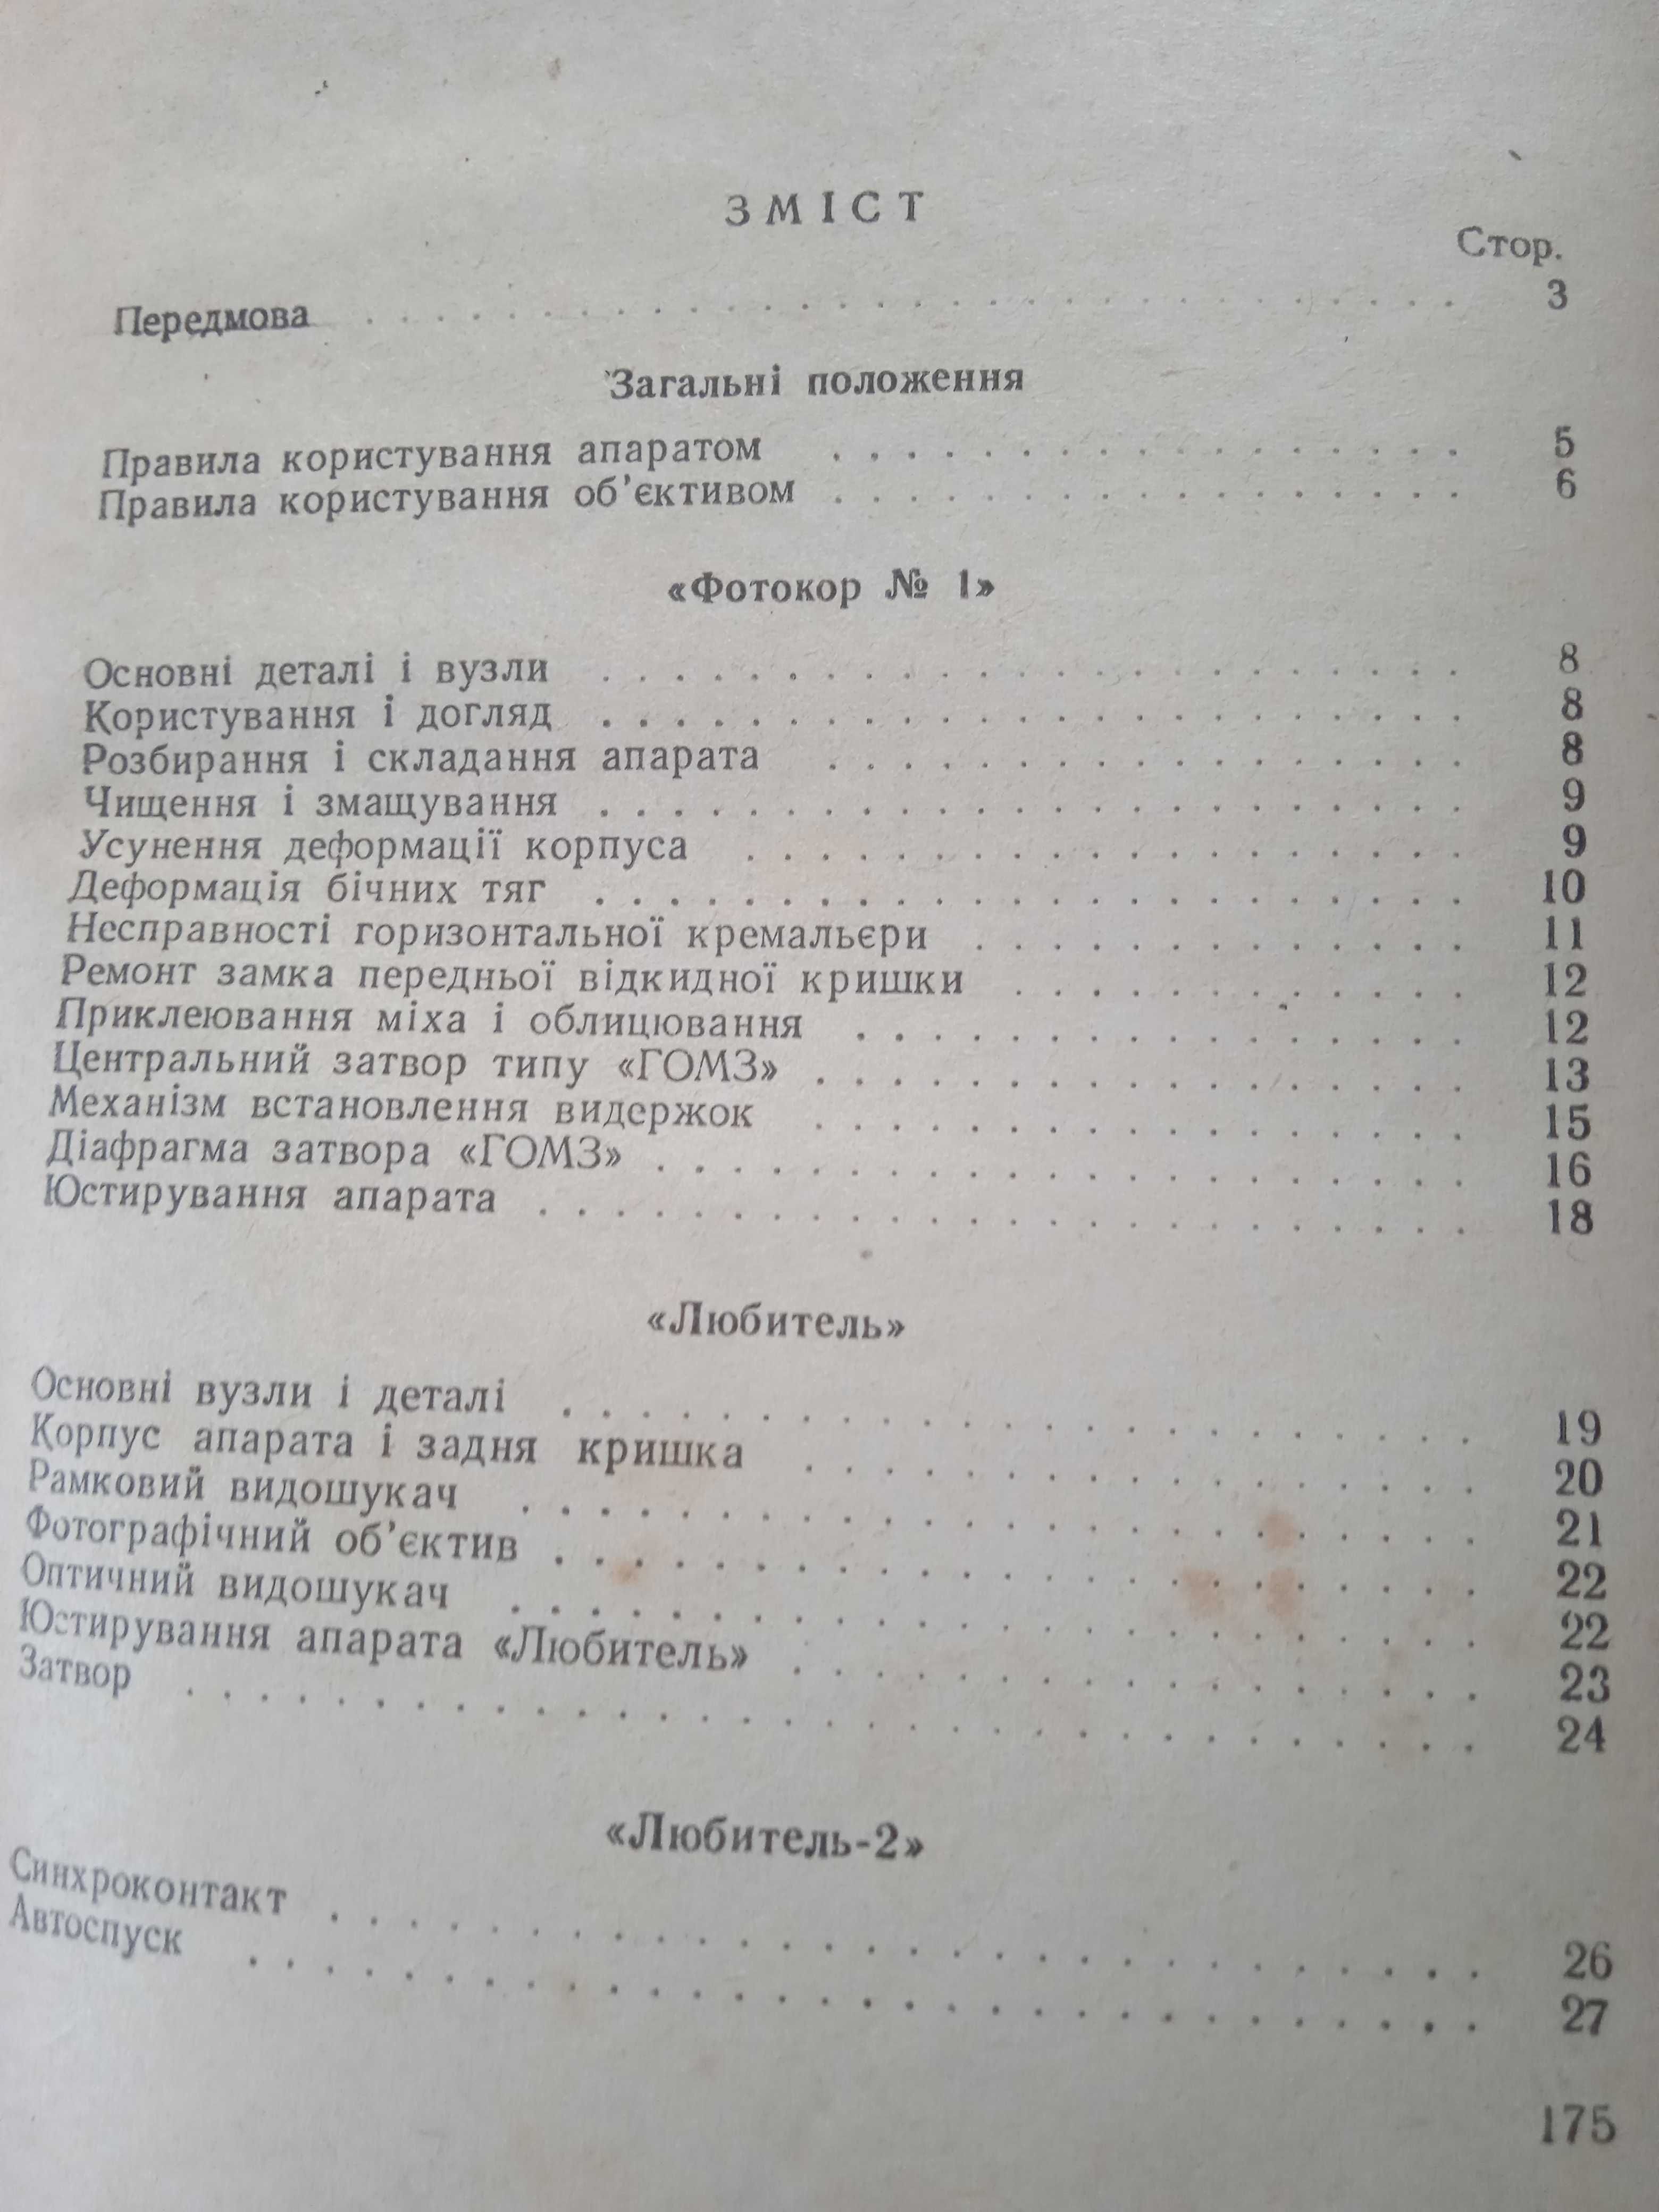 ЗМІСТ
Стор.
Передмова . . . . . . . . . . . . . . . . . . . . . . . . . . 3
Загальні положення
Правила користування апаратом . . . . . . . . . . . . . . . . . 5
Правила користування об'єктивом . . . . . . . . . . . . . . . . . 6
«Фотокор № 1»
Основні деталі і вузли . . . . . . . . . . . . . . . . . . . . . . . 8
Користування і догляд . . . . . . . . . . . . . . . . . . . . . . . 8
Розбирання і складання апарата . . . . . . . . . . . . . . . . . 8
Чищення і змащування . . . . . . . . . . . . . . . . . . . . . . . 9
Усунення деформації корпуса . . . . . . . . . . . . . . . . . . . 9
Деформація бічних тяг . . . . . . . . . . . . . . . . . . . . . . . 10
Несправності горизонтальної кремальєри . . . . . . . . . . . . . 11
Ремонт замка передньої відкидної кришки . . . . . . . . . . . . 12
Приклеювання міха і облицювання . . . . . . . . . . . . . . . . 12
Центральний затвор типу «ГОМЗ» . . . . . . . . . . . . . . . . . 13
Механізм встановлення видержок . . . . . . . . . . . . . . . . . 15
Діафрагма затвора «ГОМЗ» . . . . . . . . . . . . . . . . . . . . . 16
Юстирування апарата . . . . . . . . . . . . . . . . . . . . . . . . 18
«Любитель»
Основні вузли і деталі . . . . . . . . . . . . . . . . . . . . . . . 19
Корпус апарата і задня кришка . . . . . . . . . . . . . . . . . 20
Рамковий видошукач . . . . . . . . . . . . . . . . . . . . . . . . 21
Фотографічний об'єктив . . . . . . . . . . . . . . . . . . . . . . . 22
Оптичний видошукач . . . . . . . . . . . . . . . . . . . . . . . . 22
Юстирування апарата «Любитель» . . . . . . . . . . . . . . . . . 23
Затвор . . . . . . . . . . . . . . . . . . . . . . . . . . . . . . . 24
«Любитель-2»
Синхроконтакт . . . . . . . . . . . . . . . . . . . . . . . . . . . 26
Автоспуск . . . . . . . . . . . . . . . . . . . . . . . . . . . . . . 27
175